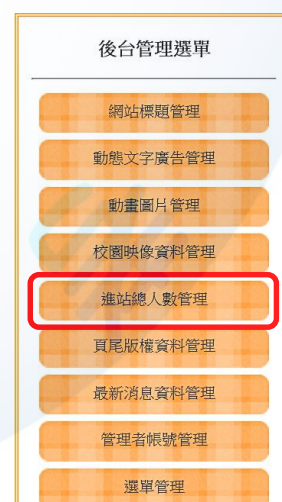 後台管理選單
網站標題管理
動態文字廣告管理
動畫圖片管理
校園映像資料管理
進站總人數管理
頁尾版權資料管理
最新消息資料管理
管理者帳號管理
選單管理